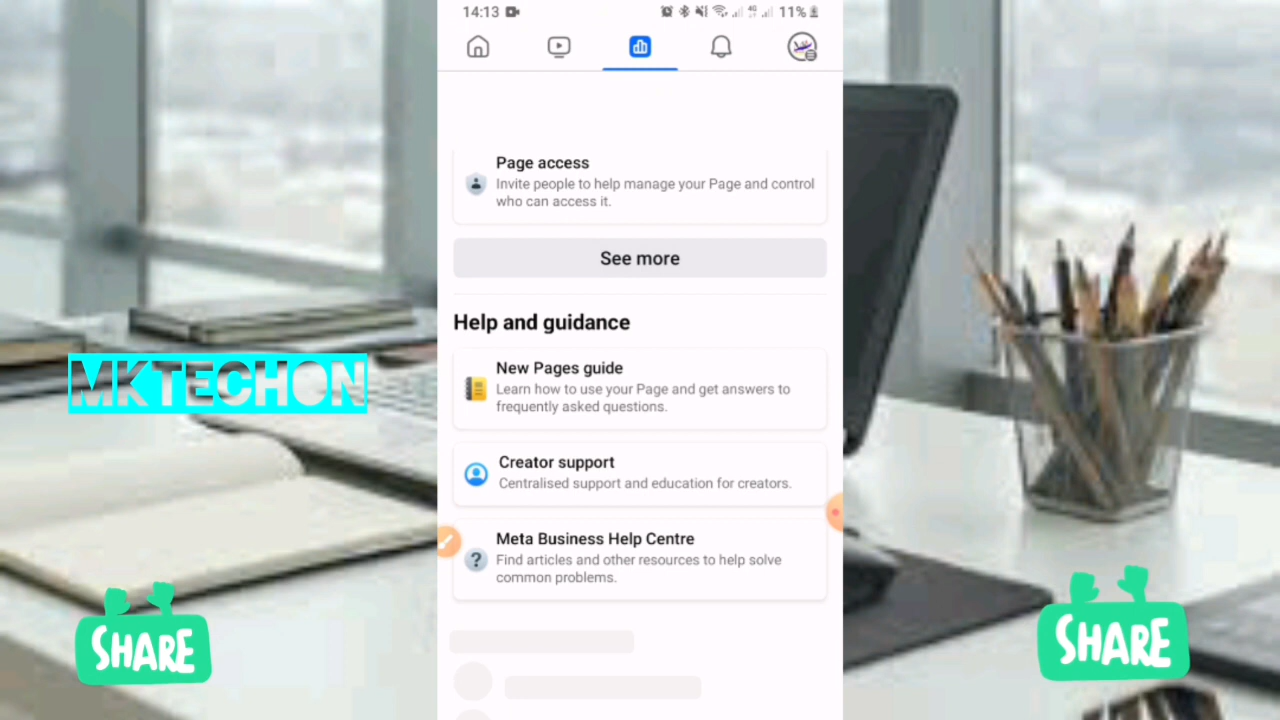 14:13
4G
11%
Page access
Invite people to help manage your Page and control
who can access it.
See more
Help and guidance
New Pages guide
Learn how to use your Page and get answers to
frequently asked questions.
MKTECHON
Creator support
Centralised support and education for creators.
Meta Business Help Centre
Find articles and other resources to help solve
common problems.
SHARE
SHARE